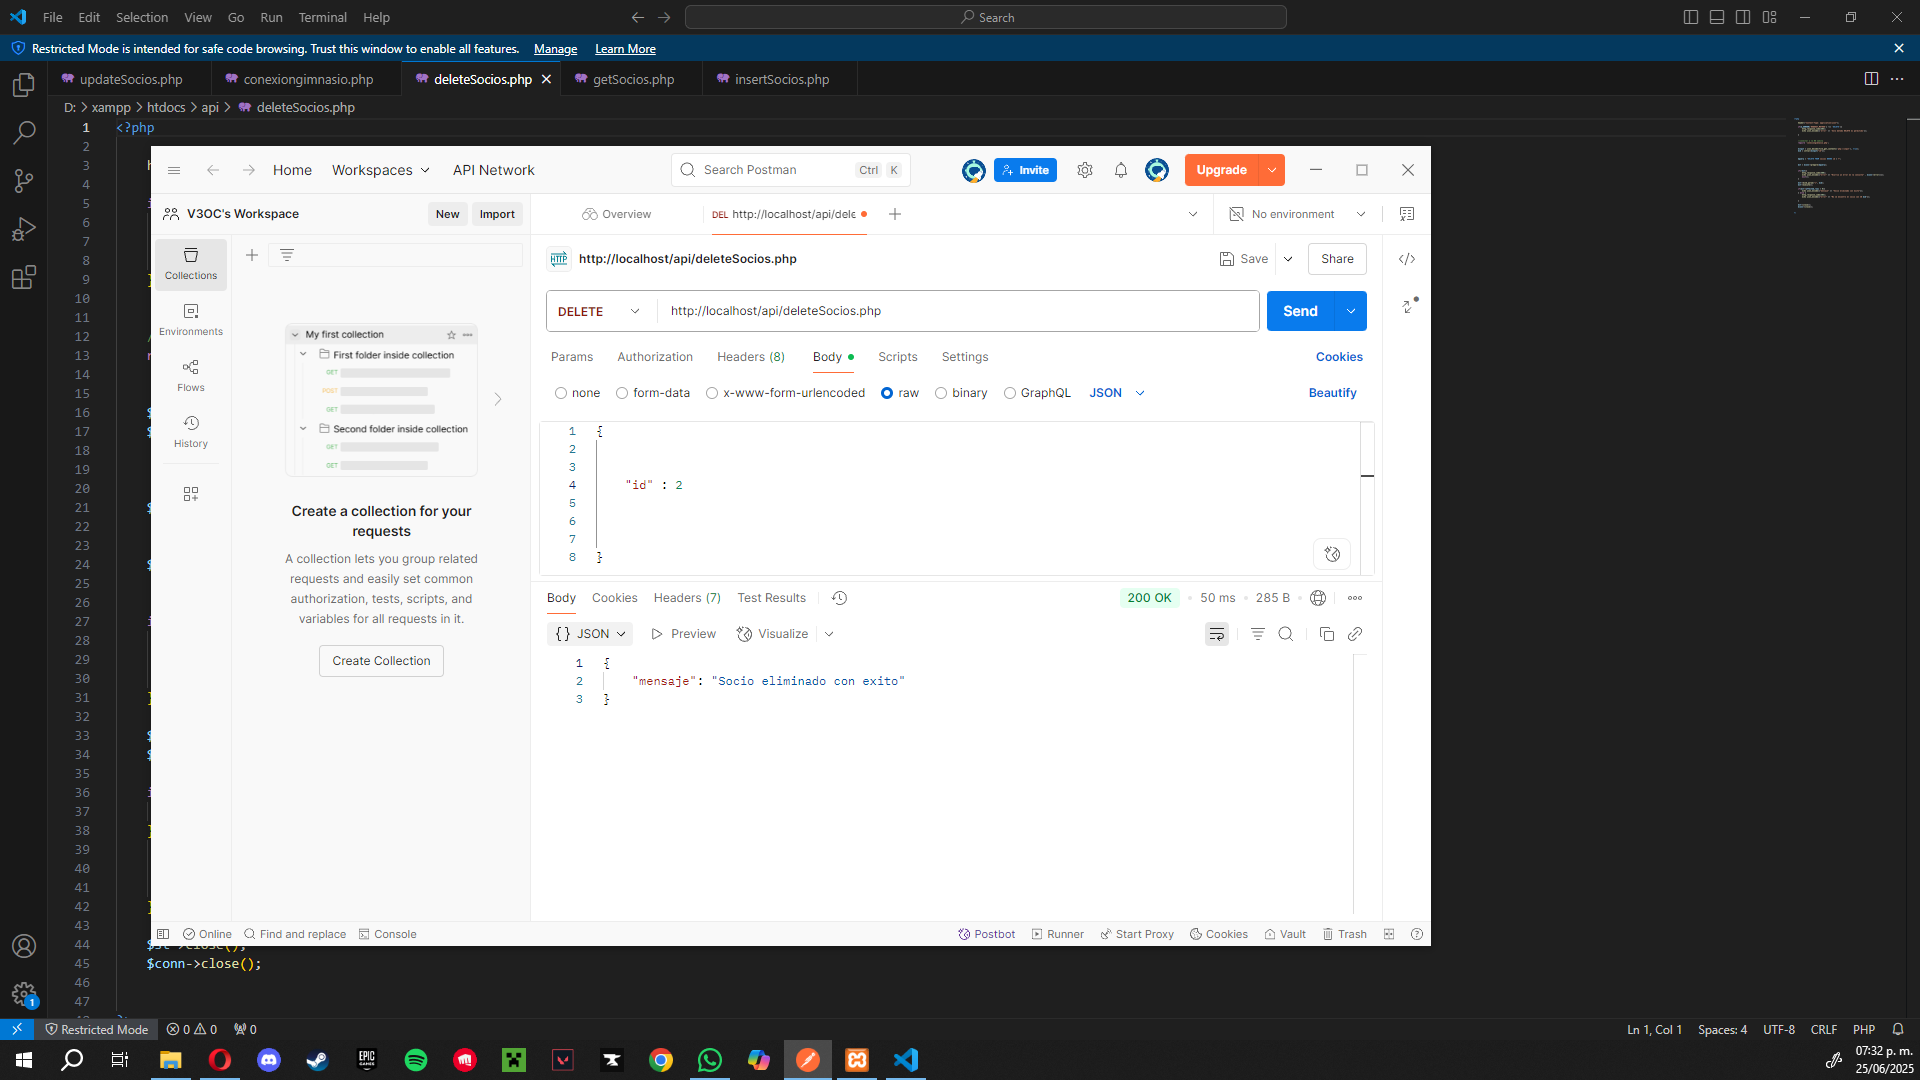 File Edit Selection View Go Run Terminal Help
Search
Restricted Mode is intended for safe code browsing. Trust this window to enable all features. Manage Learn More
updateSocios.php conexiongimnasio.php deleteSocios.php getSocios.php insertSocios.php
D: > xampp > htdocs > api > deleteSocios.php
1 <?php
2
3
4
5
6
7
8
9
10
11
12
13
14
15
16
17
18
19
20
21
22
23
24
25
26
27
28
29
30
31
32
33
34
35
36
37
38
39
40
41
42
43
44
45 $conn->close();
46
47
Home Workspaces API Network
Search Postman Ctrl K
Invite
Upgrade
V3OC's Workspace
New Import
Overview
DEL http://localhost/api/dele
No environment
Collections
Environments
Flows
History
My first collection
First folder inside collection
GET
POST
GET
Second folder inside collection
GET
GET
Create a collection for your
requests
A collection lets you group related
requests and easily set common
authorization, tests, scripts, and
variables for all requests in it.
Create Collection
HTTP http://localhost/api/deleteSocios.php
Save Share
DELETE http://localhost/api/deleteSocios.php
Send
Params Authorization Headers (8) Body Scripts Settings
Cookies
none form-data x-www-form-urlencoded raw binary GraphQL JSON
Beautify
1 {
2
3
4 "id" : 2
5
6
7
8 }
Body Cookies Headers (7) Test Results
200 OK • 50 ms • 285 B
{} JSON Preview Visualize
1 {
2 "mensaje": "Socio eliminado con exito"
3 }
Online Find and replace Console
Postbot Runner Start Proxy Cookies Vault Trash
1
Restricted Mode 0 0 0
Ln 1, Col 1 Spaces: 4 UTF-8 CRLF PHP
EPIC GAMES
07:32 p. m.
25/06/2025